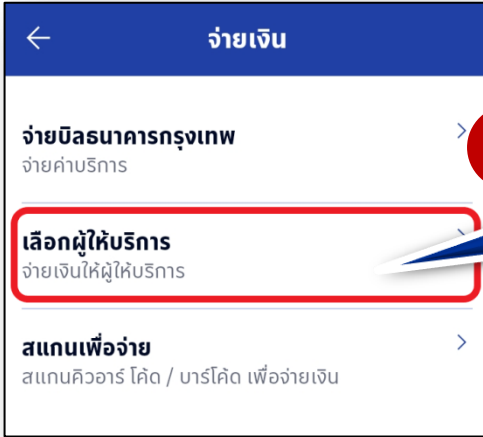 จ่ายเงิน
จ่ายบิลธนาคารกรุงเทพ
จ่ายค่าบริการ
เลือกผู้ให้บริการ
จ่ายเงินให้ผู้ให้บริการ
สแกนเพื่อจ่าย
สแกนคิวอาร์ โค้ด / บาร์โค้ด เพื่อจ่ายเงิน